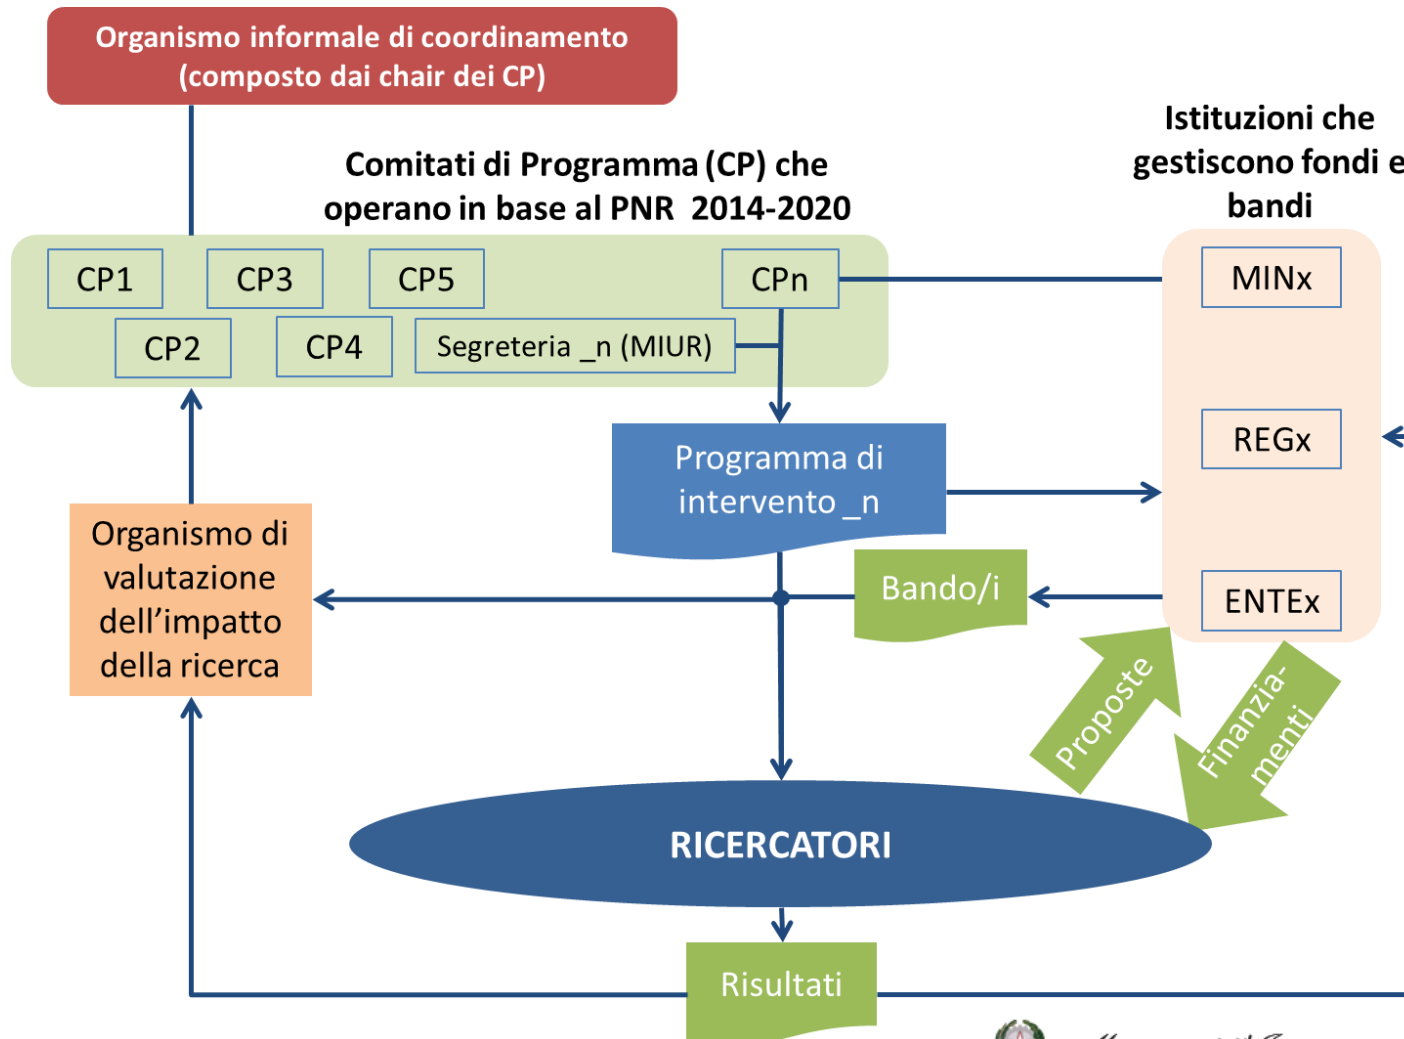 Organismo informale di coordinamento
(composto dai chair dei CP)
Istituzioni che
gestiscono fondi e
bandi
Comitati di Programma (CP) che
operano in base al PNR 2014-2020
CP1
CP3
CP5
CPn
MINx
CP2
CP4
Segreteria _n (MIUR)
REGx
Programma di
intervento _n
Organismo di
valutazione
dell’impatto
della ricerca
Bando/i
ENTEx
Proposte
Finanzia-
menti
RICERCATORI
Risultati